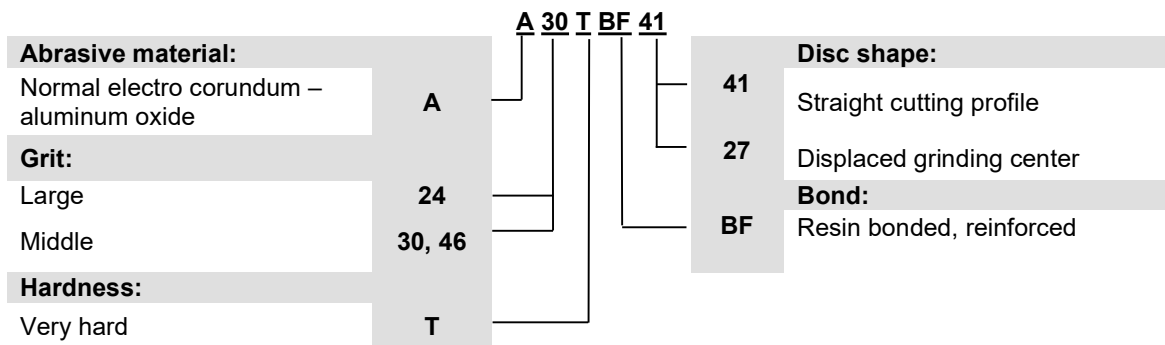 A 30 T BF 41
Abrasive material:
Normal electro corundum –
aluminum oxide
A
Grit:
Large
24
Middle
30, 46
Hardness:
Very hard
T
Disc shape:
41
Straight cutting profile
27
Displaced grinding center
Bond:
BF
Resin bonded, reinforced